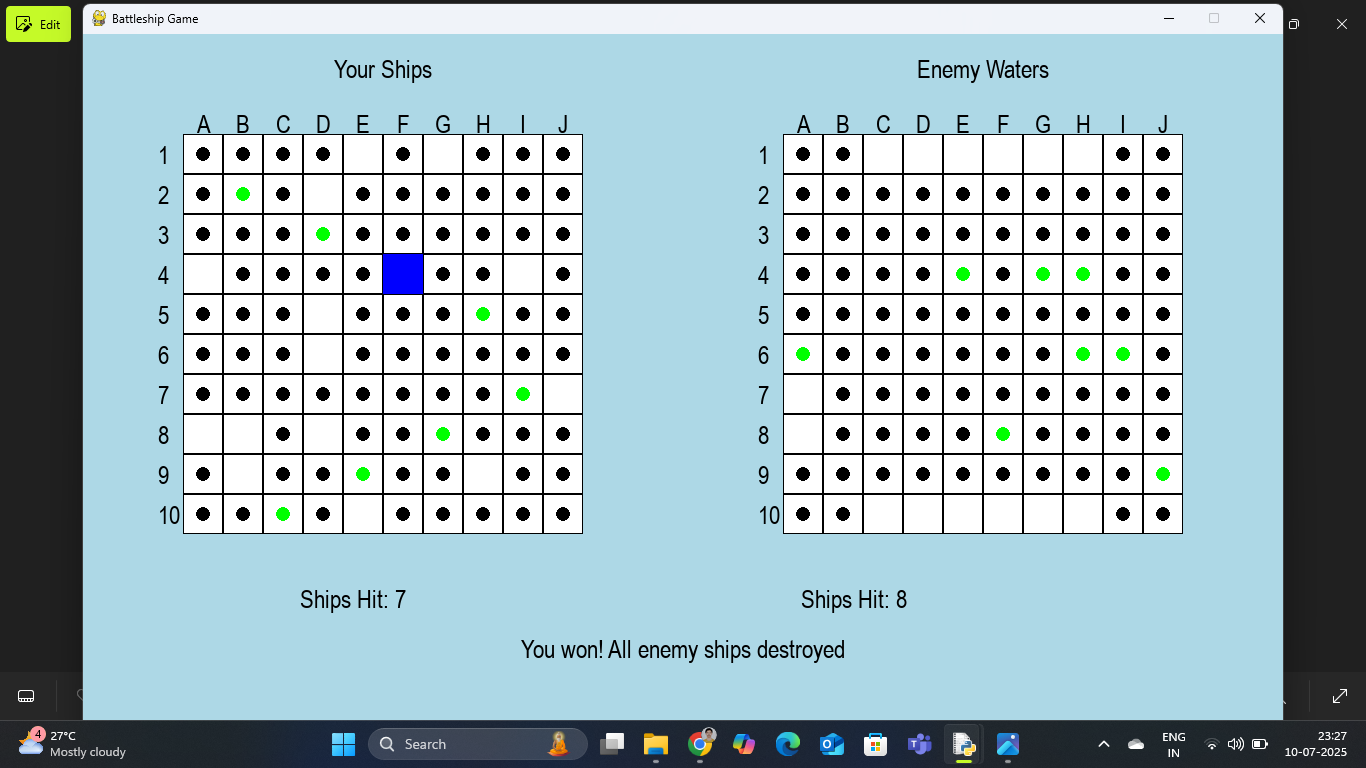 Edit
Battleship Game
Your Ships
Enemy Waters
A B C D E F G H I J
A B C D E F G H I J
1 1
2 2
3 3
4 4
5 5
6 6
7 7
8 8
9 9
10 10
Ships Hit: 7
Ships Hit: 8
You won! All enemy ships destroyed
4
27°C
Mostly cloudy
Search
ENG
IN
23:27
10-07-2025